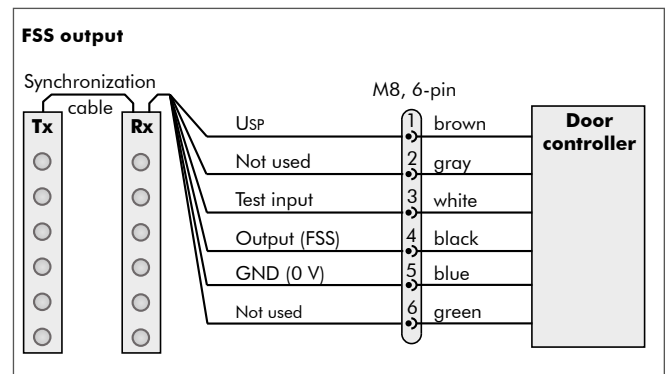 FSS output
Synchronization
cable
M8, 6-pin
Tx
Rx
USP
1
brown
Door
controller
Not used
2
gray
Test input
3
white
Output (FSS)
4
black
GND (0 V)
5
blue
Not used
6
green